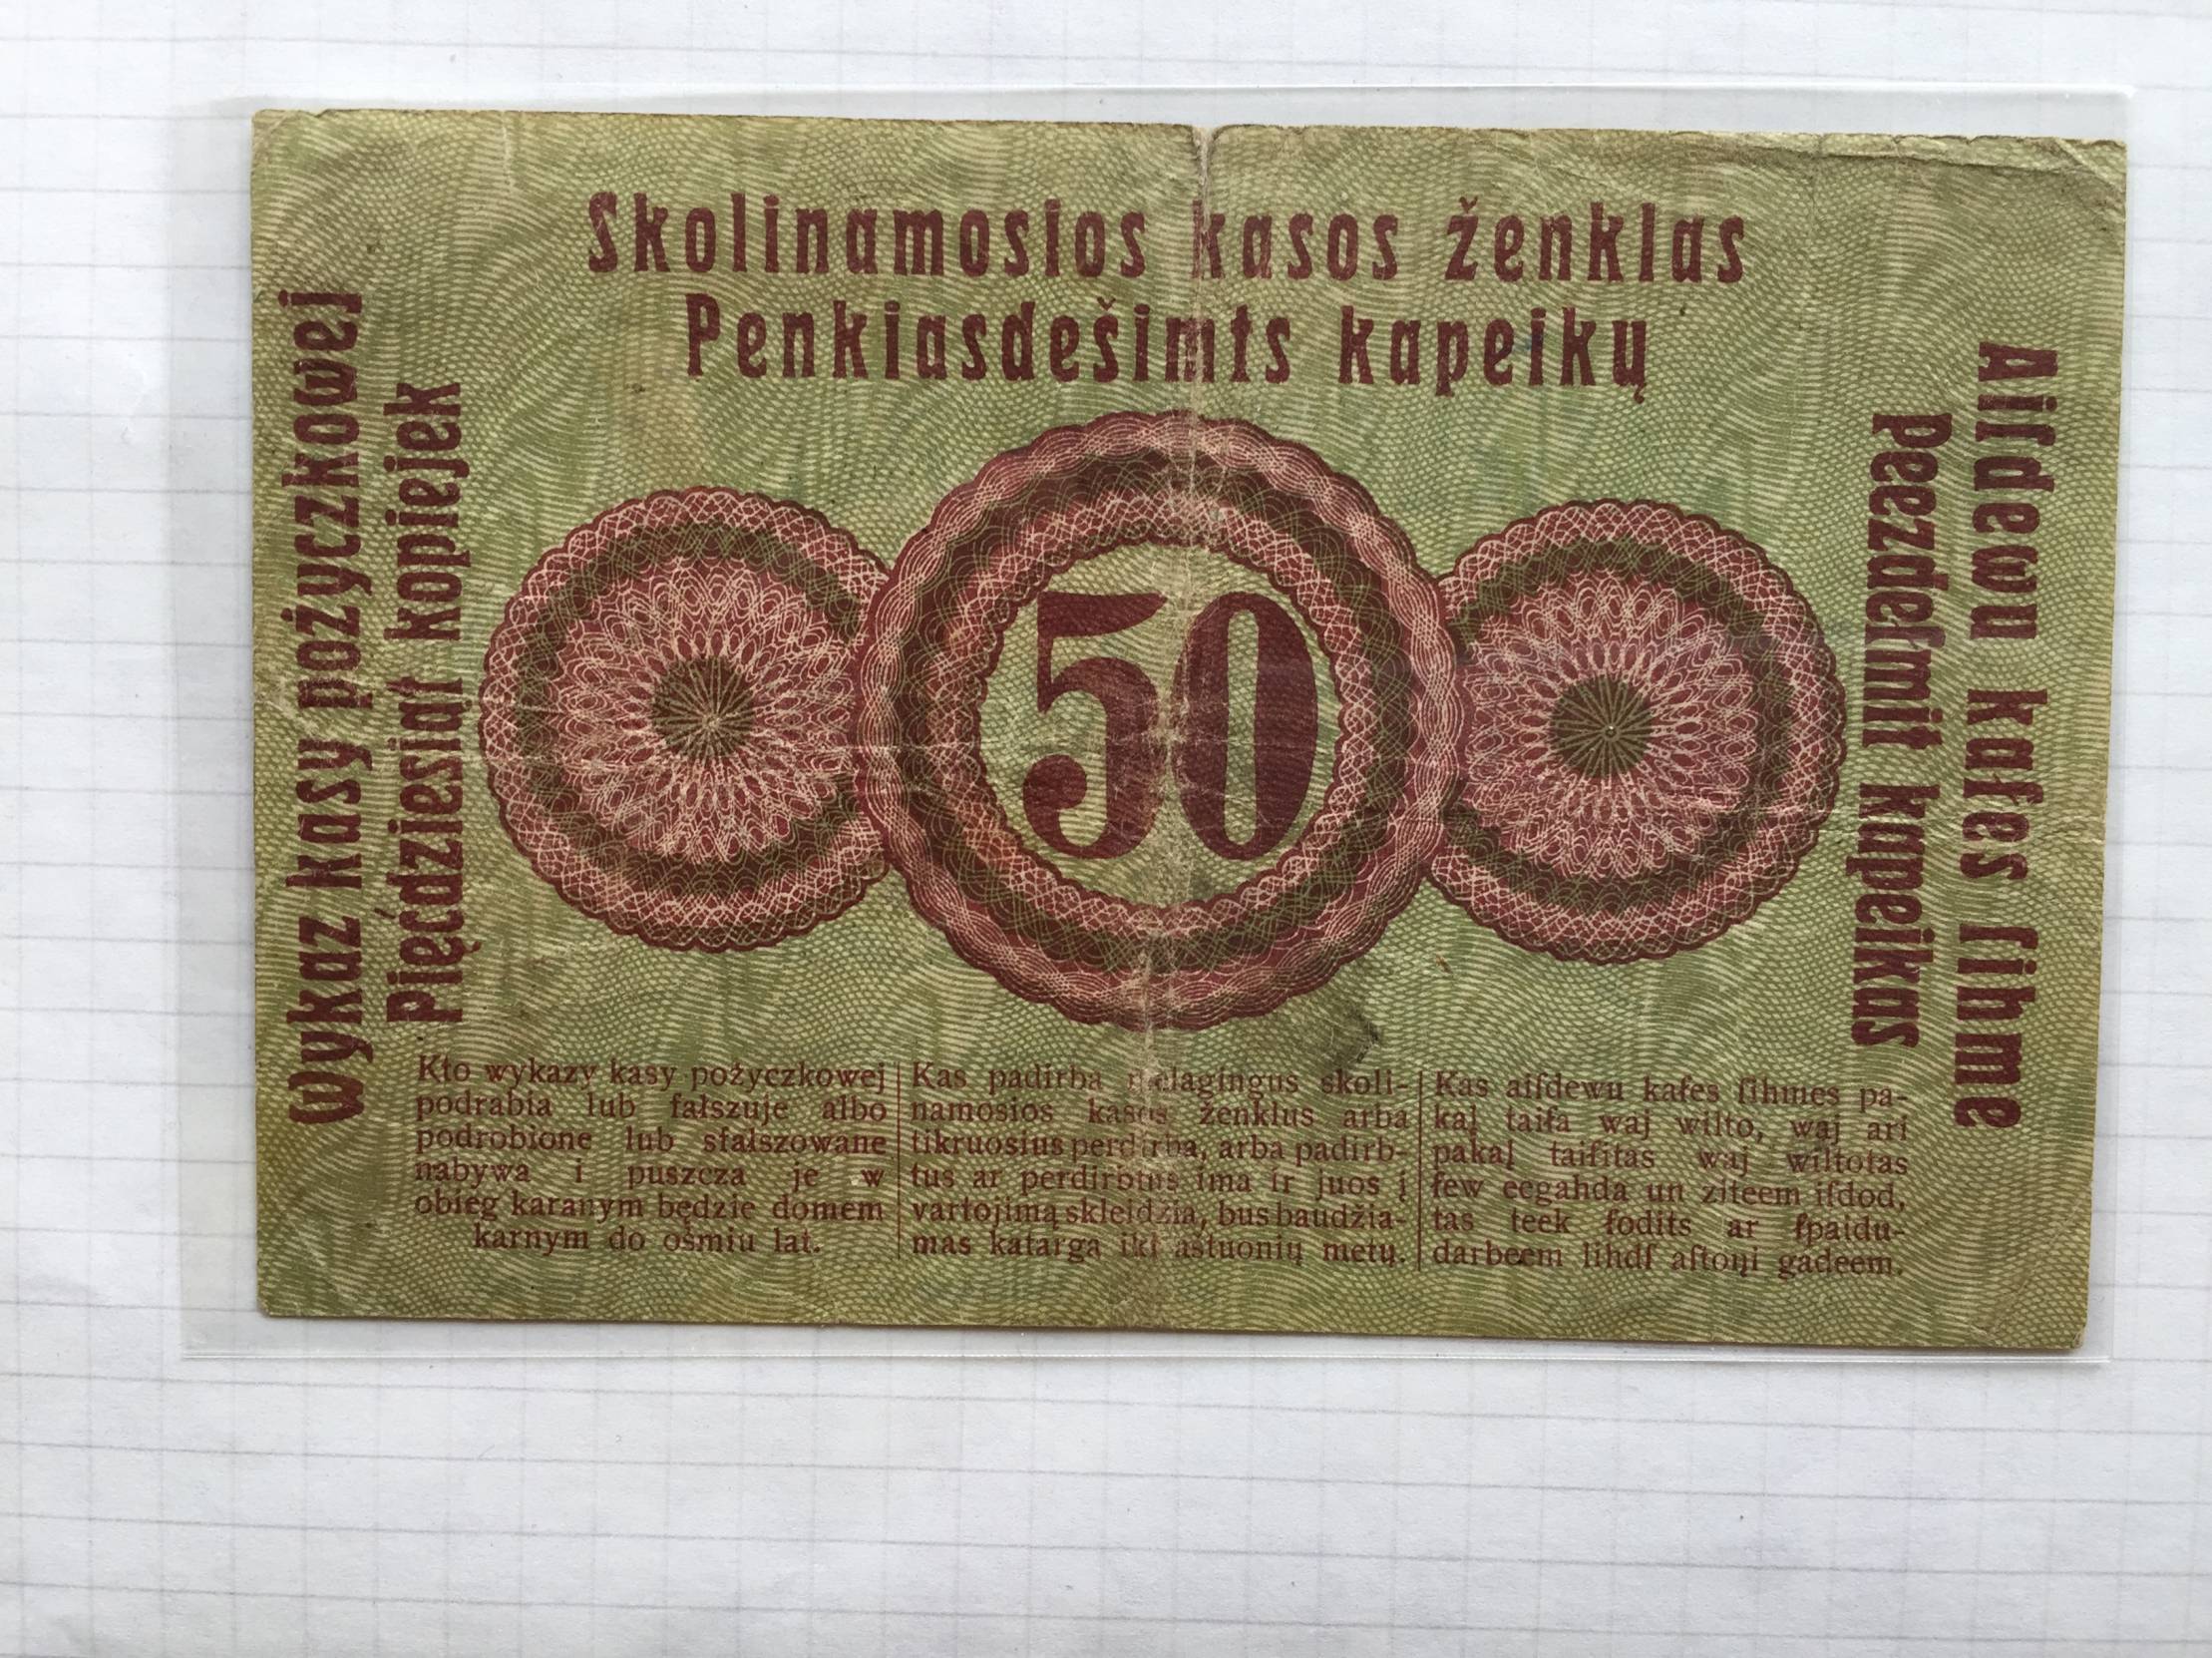 Skolinamosios kasos ženklas
Penkiasdešimts kapeikų
Wykaz kasy pożyczkowej
Pięćdziesiąt kopiejek
50
Aiſdewu kaſes ſihme
Peezdeſmit kapeikas
Kto wykazy kasy pożyczkowej
podrabia lub fałszuje albo
podrobione lub sfałszowane
nabywa i puszcza je w
obieg karanym będzie domem
karnym do ośmiu lat.
Kas padirba melagingus skoli-
namosios kasos ženklus arba
tikruosius perdirba, arba padirb-
tus ar perdirbtus ima ir juos į
vartojimą skleidzia, bus baudžia-
mas katarga iki aštuonių metų.
Kas aiſdewu kaſes ſihmes pa-
kaļ taiſa waj wilto, waj ari
pakaļ taiſitas waj wiltotas
ſew eegahda un ziteem iſdod,
tas teek ſodits ar ſpaidu-
darbeem lihdſ aſtoņi gadeem.